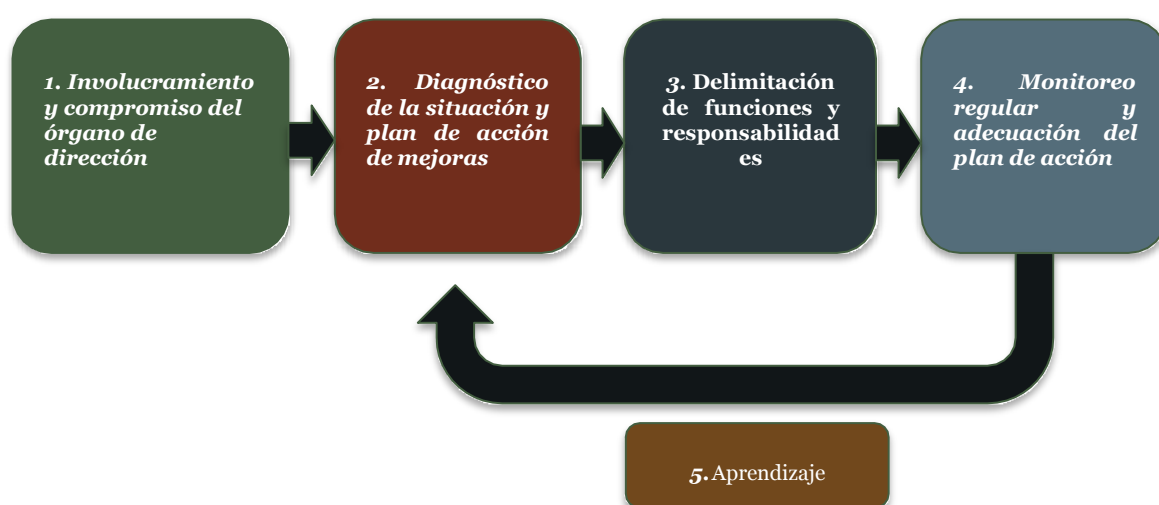 1. Involucramiento
y compromiso del
órgano de
dirección
2. Diagnóstico
de la situación y
plan de acción
de mejoras
3. Delimitación
de funciones y
responsabilidad
es
4. Monitoreo
regular y
adecuación del
plan de acción
5. Aprendizaje